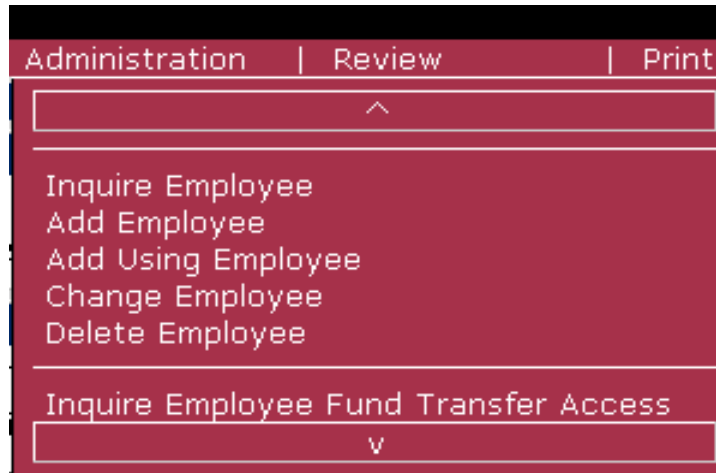 Administration | Review | Print
^
Inquire Employee
Add Employee
Add Using Employee
Change Employee
Delete Employee
Inquire Employee Fund Transfer Access
v